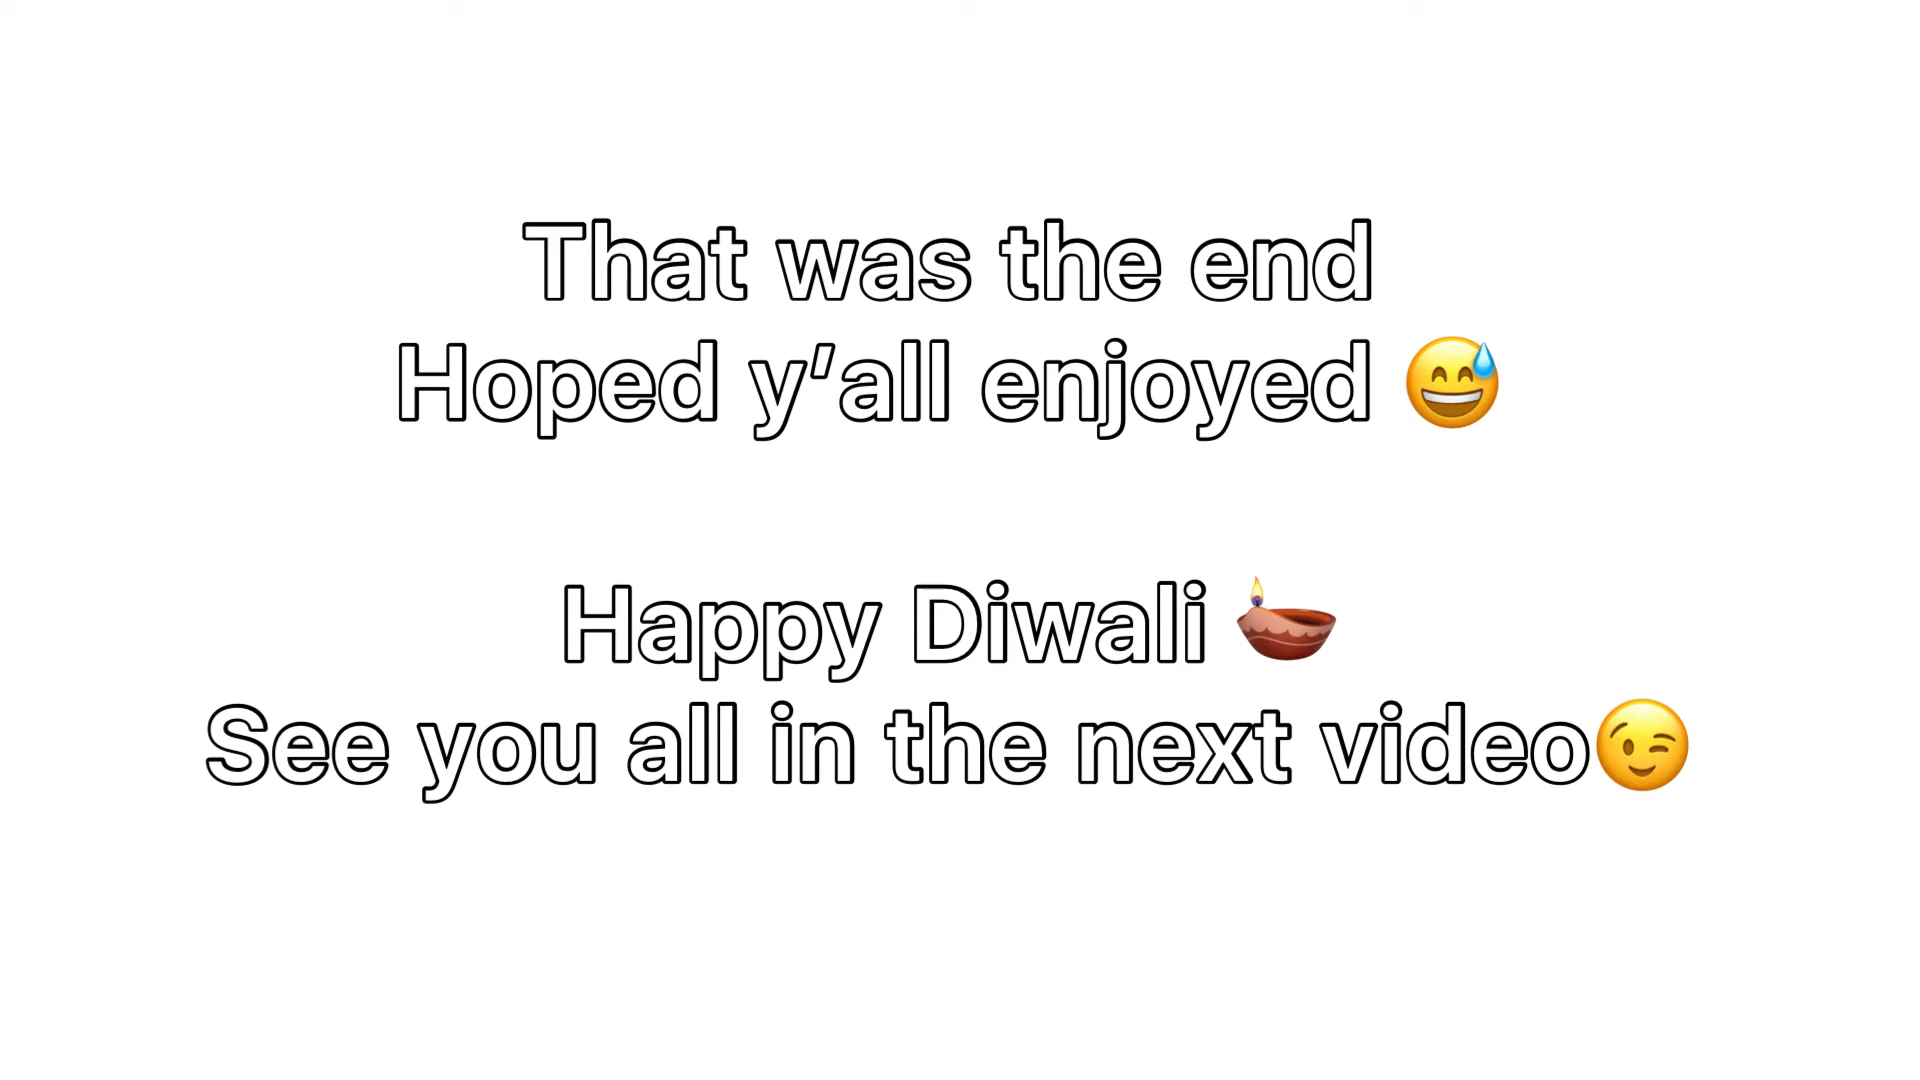 That was the end
Hoped y’all enjoyed 😅
Happy Diwali 🪔
See you all in the next video😉